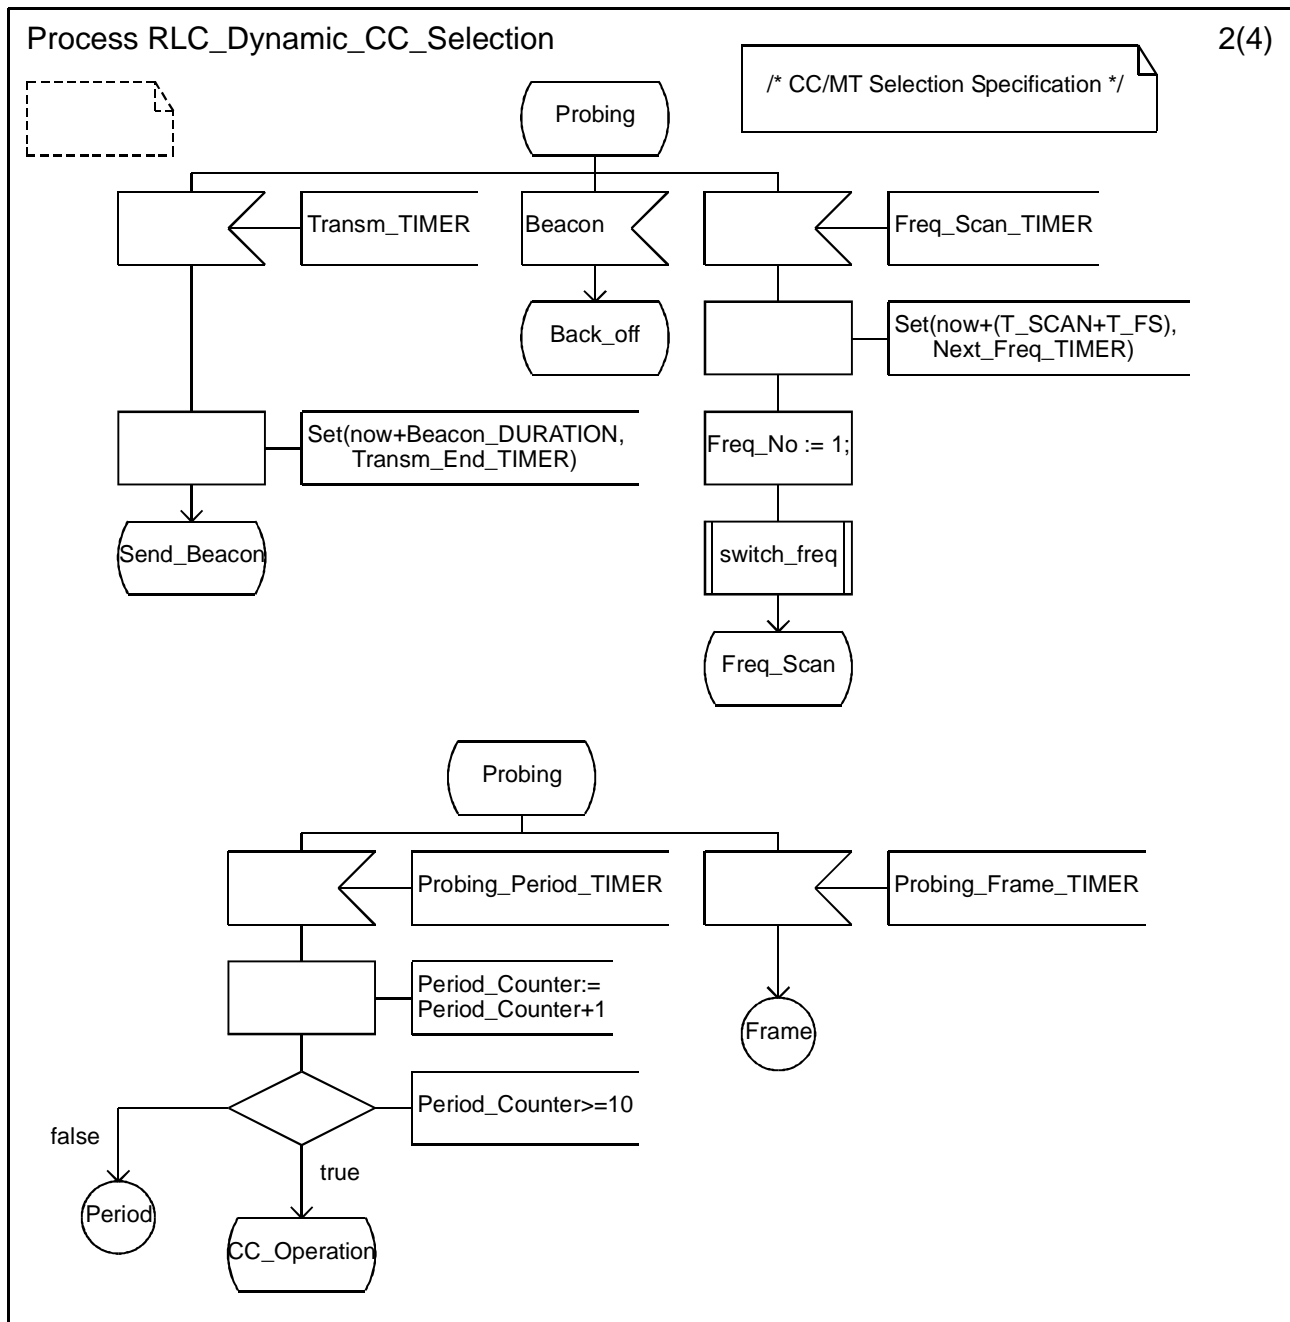 Process RLC_Dynamic_CC_Selection
2(4)
/* CC/MT Selection Specification */
Probing
Transm_TIMER
Beacon
Freq_Scan_TIMER
Back_off
Set(now+(T_SCAN+T_FS),
Next_Freq_TIMER)
Set(now+Beacon_DURATION,
Transm_End_TIMER)
Freq_No := 1;
Send_Beacon
switch_freq
Freq_Scan
Probing
Probing_Period_TIMER
Probing_Frame_TIMER
Period_Counter:=
Period_Counter+1
Frame
Period_Counter>=10
false
true
Period
CC_Operation